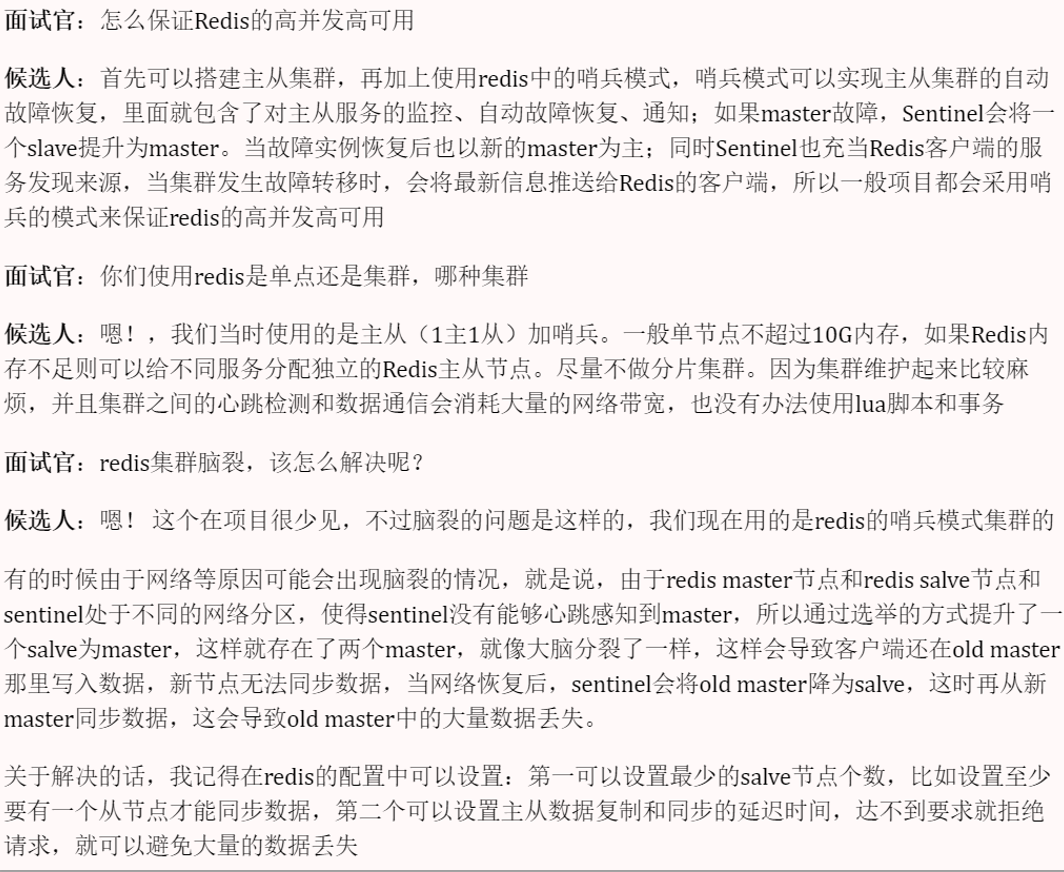 面试官：怎么保证Redis的高并发高可用
候选人：首先可以搭建主从集群，再加上使用redis中的哨兵模式，哨兵模式可以实现主从集群的自动
故障恢复，里面就包含了对主从服务的监控、自动故障恢复、通知；如果master故障，Sentinel会将一
个slave提升为master。当故障实例恢复后也以新的master为主；同时Sentinel也充当Redis客户端的服
务发现来源，当集群发生故障转移时，会将最新信息推送给Redis的客户端，所以一般项目都会采用哨
兵的模式来保证redis的高并发高可用
面试官：你们使用redis是单点还是集群，哪种集群
候选人：嗯！，我们当时使用的是主从（1主1从）加哨兵。一般单节点不超过10G内存，如果Redis内
存不足则可以给不同服务分配独立的Redis主从节点。尽量不做分片集群。因为集群维护起来比较麻
烦，并且集群之间的心跳检测和数据通信会消耗大量的网络带宽，也没有办法使用lua脚本和事务
面试官：redis集群脑裂，该怎么解决呢？
候选人：嗯！ 这个在项目很少见，不过脑裂的问题是这样的，我们现在用的是redis的哨兵模式集群的
有的时候由于网络等原因可能会出现脑裂的情况，就是说，由于redis master节点和redis salve节点和
sentinel处于不同的网络分区，使得sentinel没有能够心跳感知到master，所以通过选举的方式提升了一
个salve为master，这样就存在了两个master，就像大脑分裂了一样，这样会导致客户端还在old master
那里写入数据，新节点无法同步数据，当网络恢复后，sentinel会将old master降为salve，这时再从新
master同步数据，这会导致old master中的大量数据丢失。
关于解决的话，我记得在redis的配置中可以设置：第一可以设置最少的salve节点个数，比如设置至少
要有一个从节点才能同步数据，第二个可以设置主从数据复制和同步的延迟时间，达不到要求就拒绝
请求，就可以避免大量的数据丢失